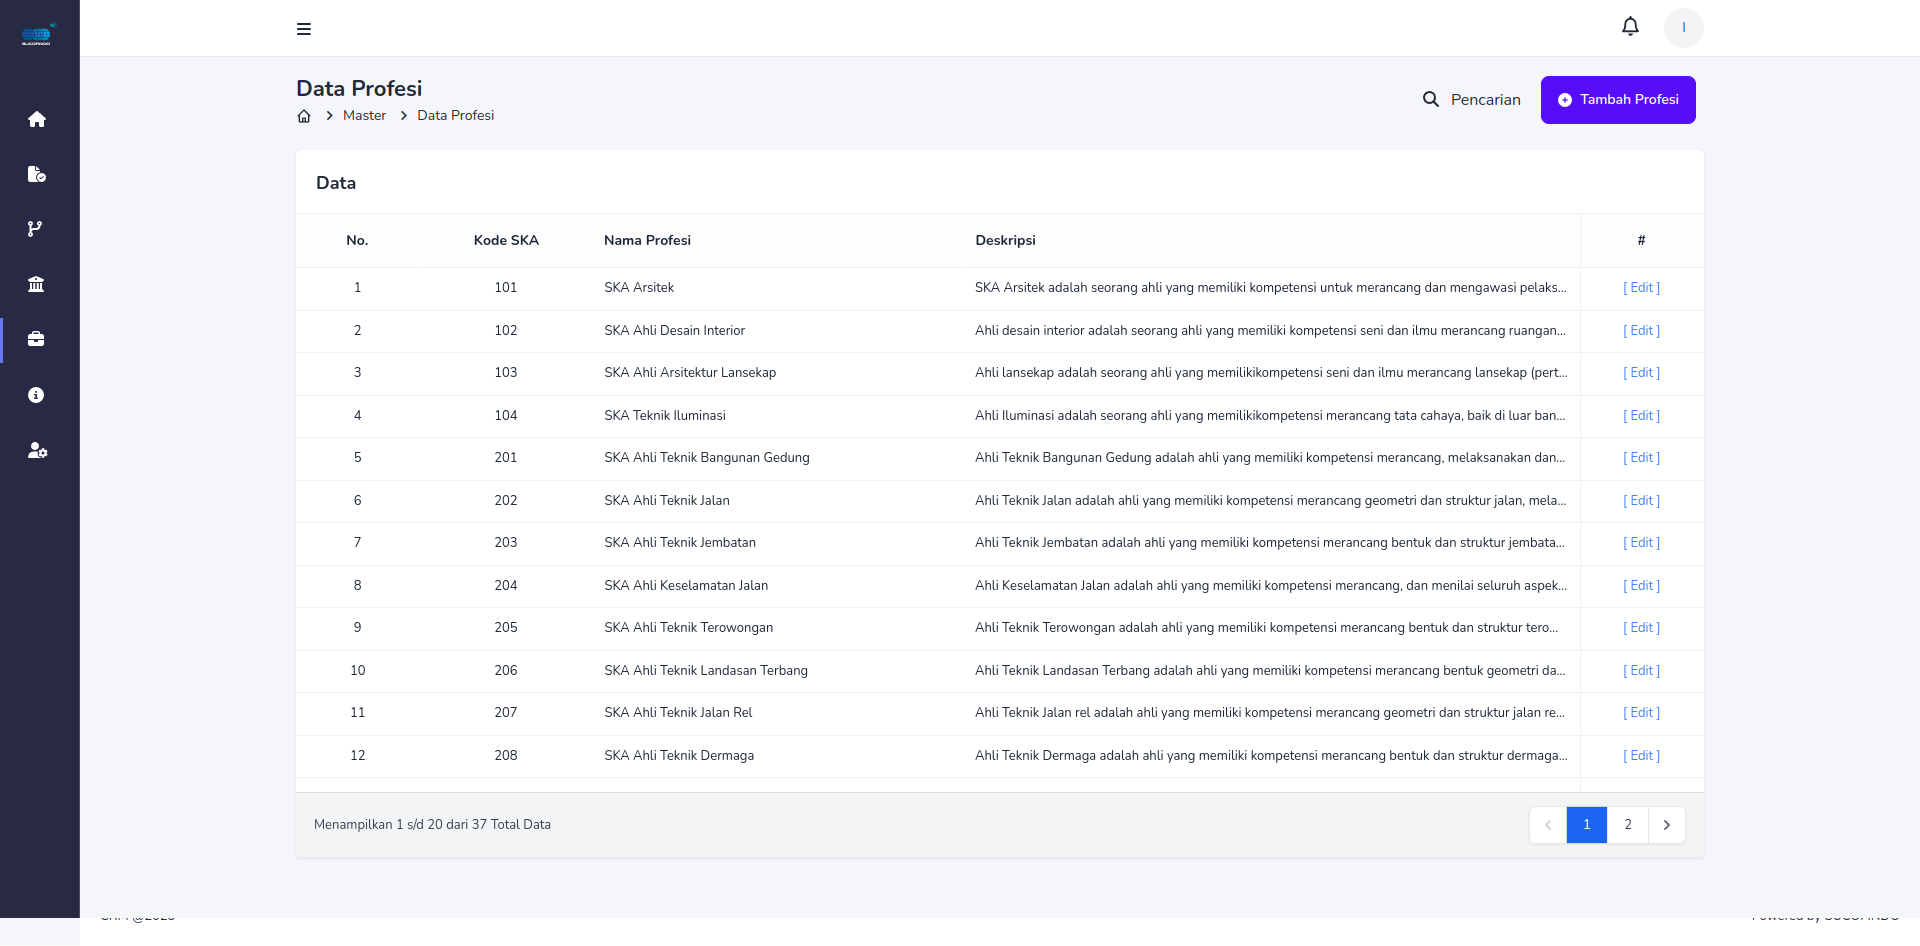 SUCOFINDO
I
Data Profesi
Master
Data Profesi
Pencarian
Tambah Profesi
Data
No. Kode SKA Nama Profesi Deskripsi #
1 101 SKA Arsitek SKA Arsitek adalah seorang ahli yang memiliki kompetensi untuk merancang dan mengawasi pelaks... [ Edit ]
2 102 SKA Ahli Desain Interior Ahli desain interior adalah seorang ahli yang memiliki kompetensi seni dan ilmu merancang ruangan... [ Edit ]
3 103 SKA Ahli Arsitektur Lansekap Ahli lansekap adalah seorang ahli yang memilikikompetensi seni dan ilmu merancang lansekap (pert... [ Edit ]
4 104 SKA Teknik Iluminasi Ahli Iluminasi adalah seorang ahli yang memilikikompetensi merancang tata cahaya, baik di luar ban... [ Edit ]
5 201 SKA Ahli Teknik Bangunan Gedung Ahli Teknik Bangunan Gedung adalah ahli yang memiliki kompetensi merancang, melaksanakan dan... [ Edit ]
6 202 SKA Ahli Teknik Jalan Ahli Teknik Jalan adalah ahli yang memiliki kompetensi merancang geometri dan struktur jalan, mela... [ Edit ]
7 203 SKA Ahli Teknik Jembatan Ahli Teknik Jembatan adalah ahli yang memiliki kompetensi merancang bentuk dan struktur jembata... [ Edit ]
8 204 SKA Ahli Keselamatan Jalan Ahli Keselamatan Jalan adalah ahli yang memiliki kompetensi merancang, dan menilai seluruh aspek... [ Edit ]
9 205 SKA Ahli Teknik Terowongan Ahli Teknik Terowongan adalah ahli yang memiliki kompetensi merancang bentuk dan struktur tero... [ Edit ]
10 206 SKA Ahli Teknik Landasan Terbang Ahli Teknik Landasan Terbang adalah ahli yang memiliki kompetensi merancang bentuk geometri da... [ Edit ]
11 207 SKA Ahli Teknik Jalan Rel Ahli Teknik Jalan rel adalah ahli yang memiliki kompetensi merancang geometri dan struktur jalan re... [ Edit ]
12 208 SKA Ahli Teknik Dermaga Ahli Teknik Dermaga adalah ahli yang memiliki kompetensi merancang bentuk dan struktur dermaga... [ Edit ]
Menampilkan 1 s/d 20 dari 37 Total Data
1 2
Powered by SUCOFINDO